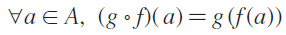 ∀a ∈ A, (g ∘ f)(a) = g(f(a))